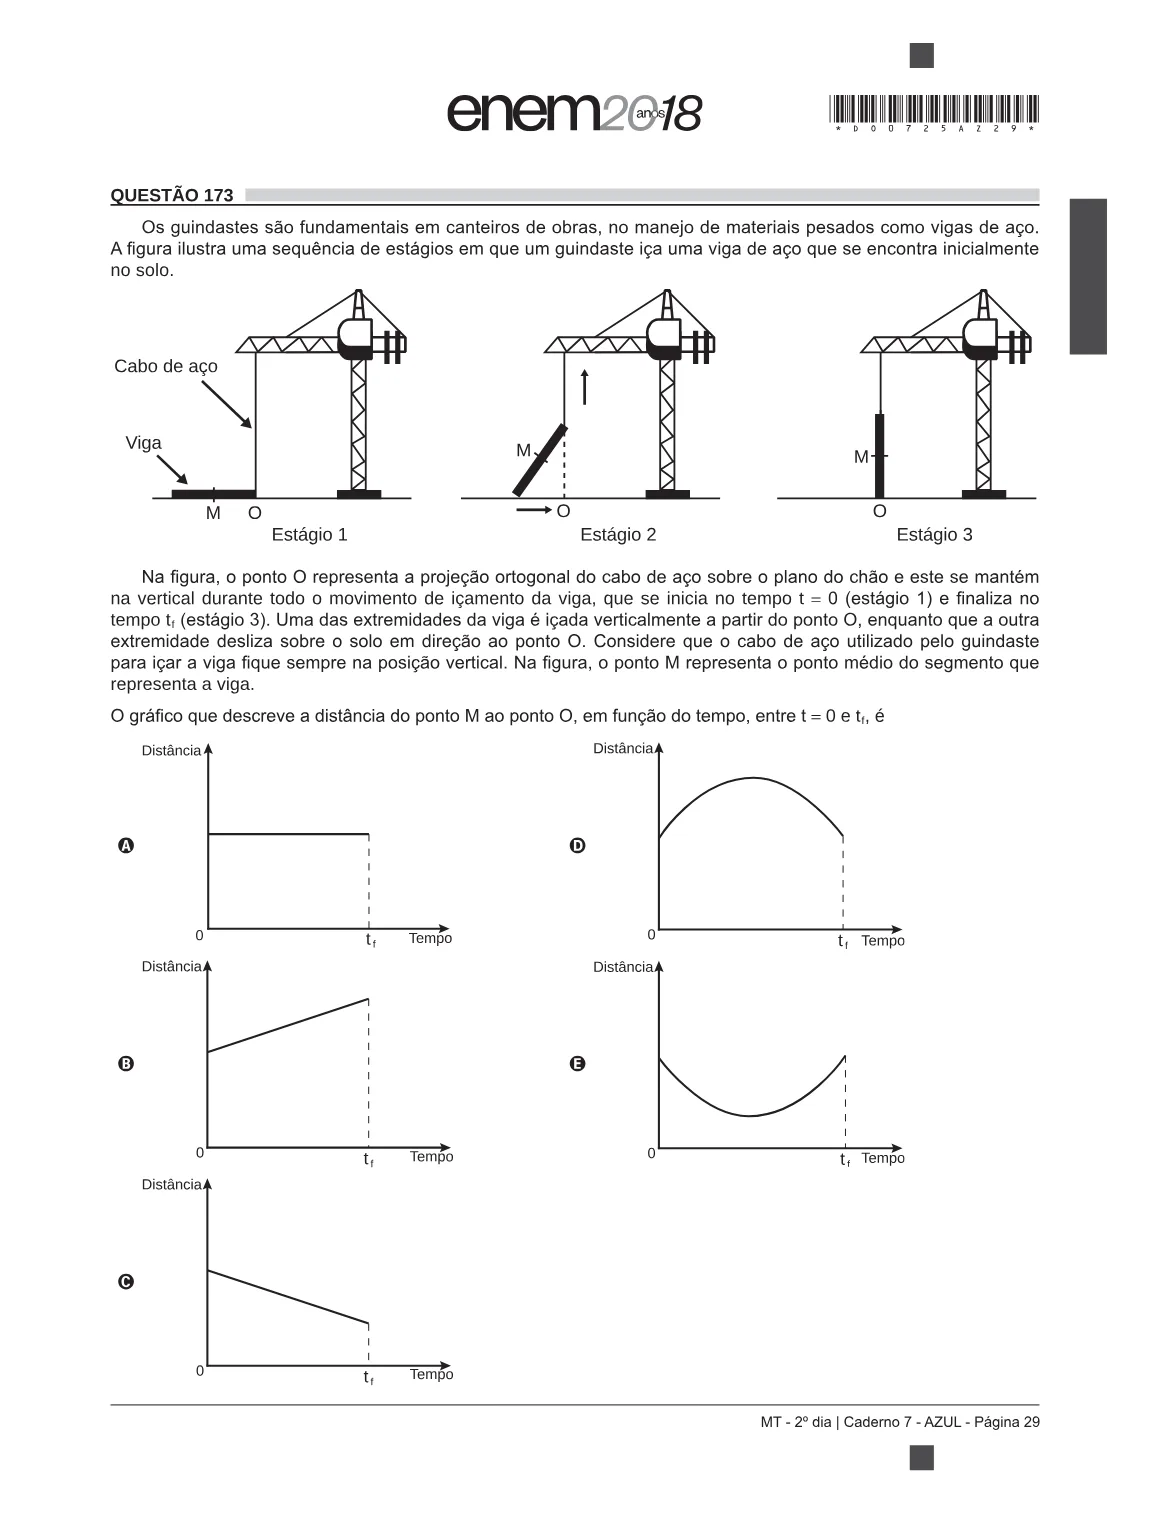 enem2018
anos
*D00725AZ29*
QUESTÃO 173
Os guindastes são fundamentais em canteiros de obras, no manejo de materiais pesados como vigas de aço.
A figura ilustra uma sequência de estágios em que um guindaste iça uma viga de aço que se encontra inicialmente
no solo.
Cabo de aço
Viga
M
O
Estágio 1
M
O
Estágio 2
M
O
Estágio 3
Na figura, o ponto O representa a projeção ortogonal do cabo de aço sobre o plano do chão e este se mantém
na vertical durante todo o movimento de içamento da viga, que se inicia no tempo t = 0 (estágio 1) e finaliza no
tempo tf (estágio 3). Uma das extremidades da viga é içada verticalmente a partir do ponto O, enquanto que a outra
extremidade desliza sobre o solo em direção ao ponto O. Considere que o cabo de aço utilizado pelo guindaste
para içar a viga fique sempre na posição vertical. Na figura, o ponto M representa o ponto médio do segmento que
representa a viga.
O gráfico que descreve a distância do ponto M ao ponto O, em função do tempo, entre t = 0 e tf, é
A
Distância
0
tf
Tempo
B
Distância
0
tf
Tempo
C
Distância
0
tf
Tempo
D
Distância
0
tf
Tempo
E
Distância
0
tf
Tempo
MT - 2º dia | Caderno 7 - AZUL - Página 29